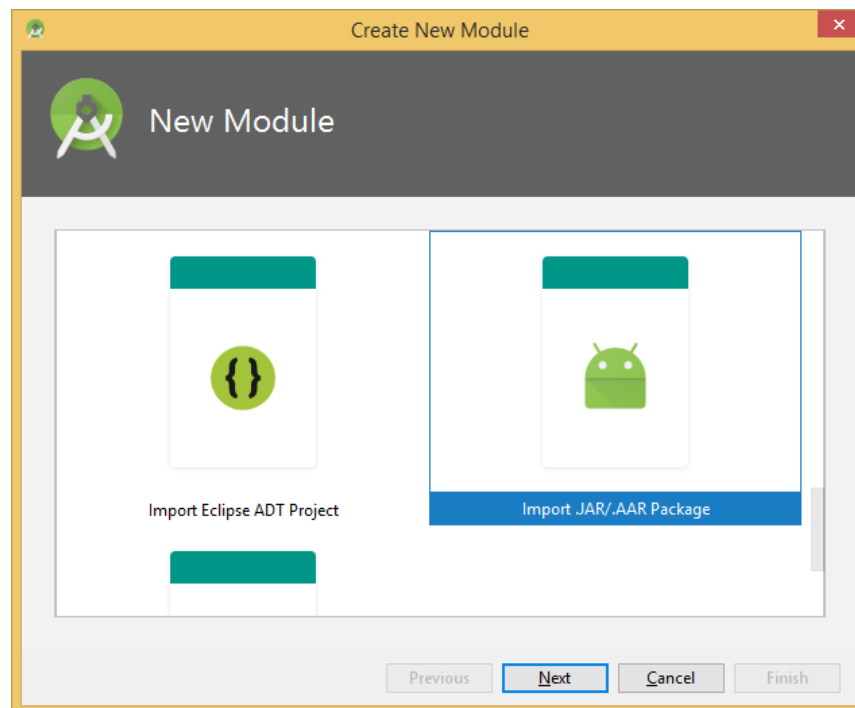 Create New Module
New Module
{}
Import Eclipse ADT Project
Import .JAR/.AAR Package
Previous
Next
Cancel
Finish